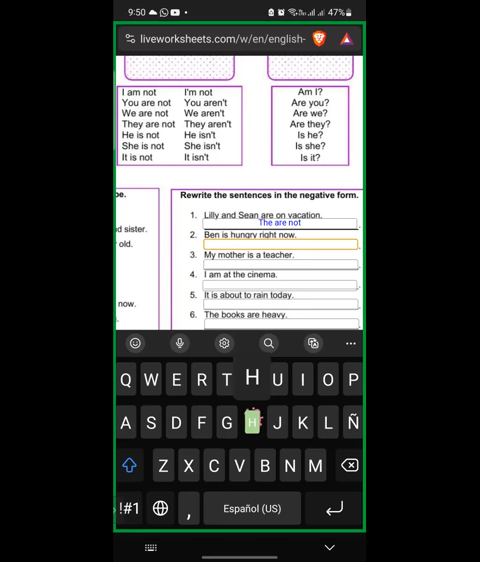 9:50
47%
liveworksheets.com/w/en/english-
I am not I'm not
You are not You aren't
We are not We aren't
They are not They aren't
He is not He isn't
She is not She isn't
It is not It isn't
Am I?
Are you?
Are we?
Are they?
Is he?
Is she?
Is it?
be.
d sister.
old.
now.
Rewrite the sentences in the negative form.
1. Lilly and Sean are on vacation.
The are not
2. Ben is hungry right now.
3. My mother is a teacher.
4. I am at the cinema.
5. It is about to rain today.
6. The books are heavy.
Q W E R T H U I O P
A S D F G H J K L Ñ
Z X C V B N M
!#1 , Español (US)